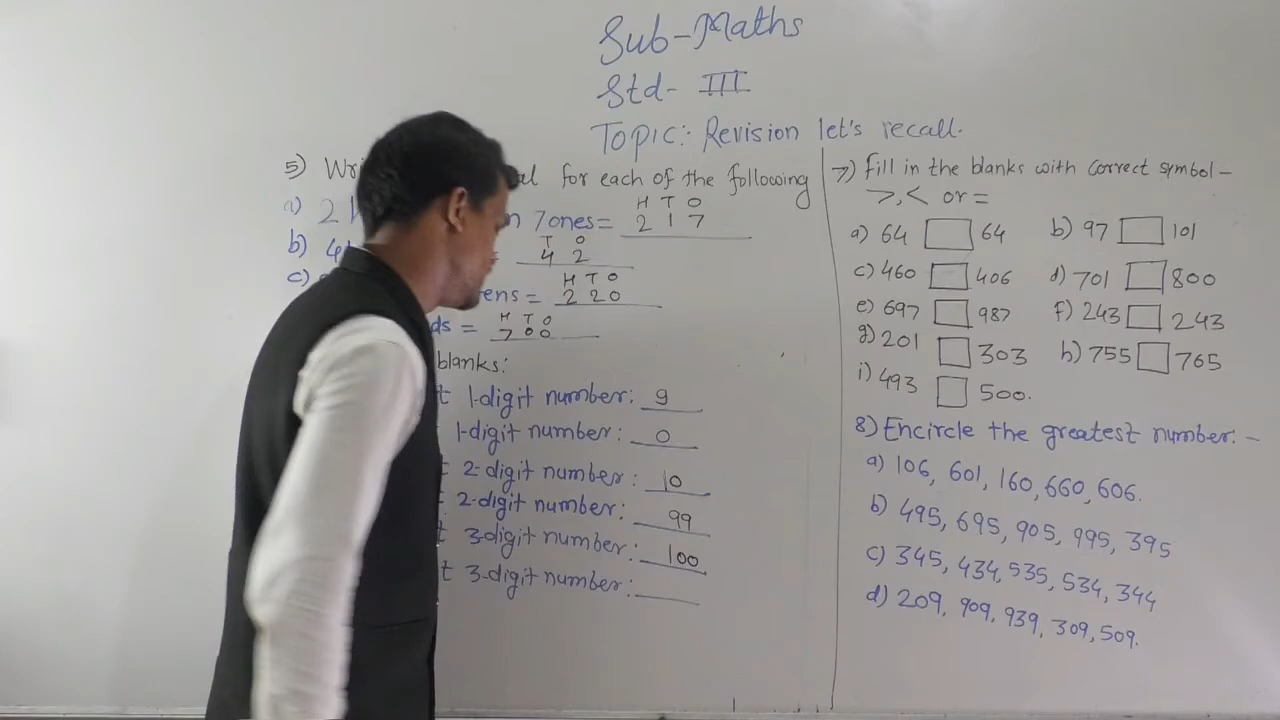 Sub-Maths
Std- III
Topic: Revision let's recall.
5) for each of the following
a) 2 7ones= H T O 2 1 7
b) = T O 4 2
c) = H T O 2 2 0
= H T O 7 0 0
blanks:
1-digit number: 9
1-digit number: 0
2-digit number: 10
2-digit number: 99
3-digit number: 100
3-digit number:
7) Fill in the blanks with correct symbol-
>, < or =
a) 64 64 b) 97 101
c) 460 406 d) 701 800
e) 697 987 f) 243 243
g) 201 303 h) 755 765
i) 493 500.
8) Encircle the greatest number: -
a) 106, 601, 160, 660, 606.
b) 495, 695, 905, 995, 395
c) 345, 434, 535, 534, 344
d) 209, 909, 939, 309, 509.